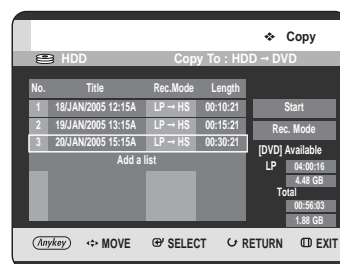 ❖ Copy
HDD Copy To : HDD → DVD
No. Title Rec.Mode Length
1 18/JAN/2005 12:15A LP → HS 00:10:21
2 19/JAN/2005 13:15A LP → HS 00:15:21
3 20/JAN/2005 15:15A LP → HS 00:30:21
Add a list
Start
Rec. Mode
[DVD] Available
LP 04:00:16
4.48 GB
Total
00:56:03
1.88 GB
Anykey MOVE SELECT RETURN EXIT